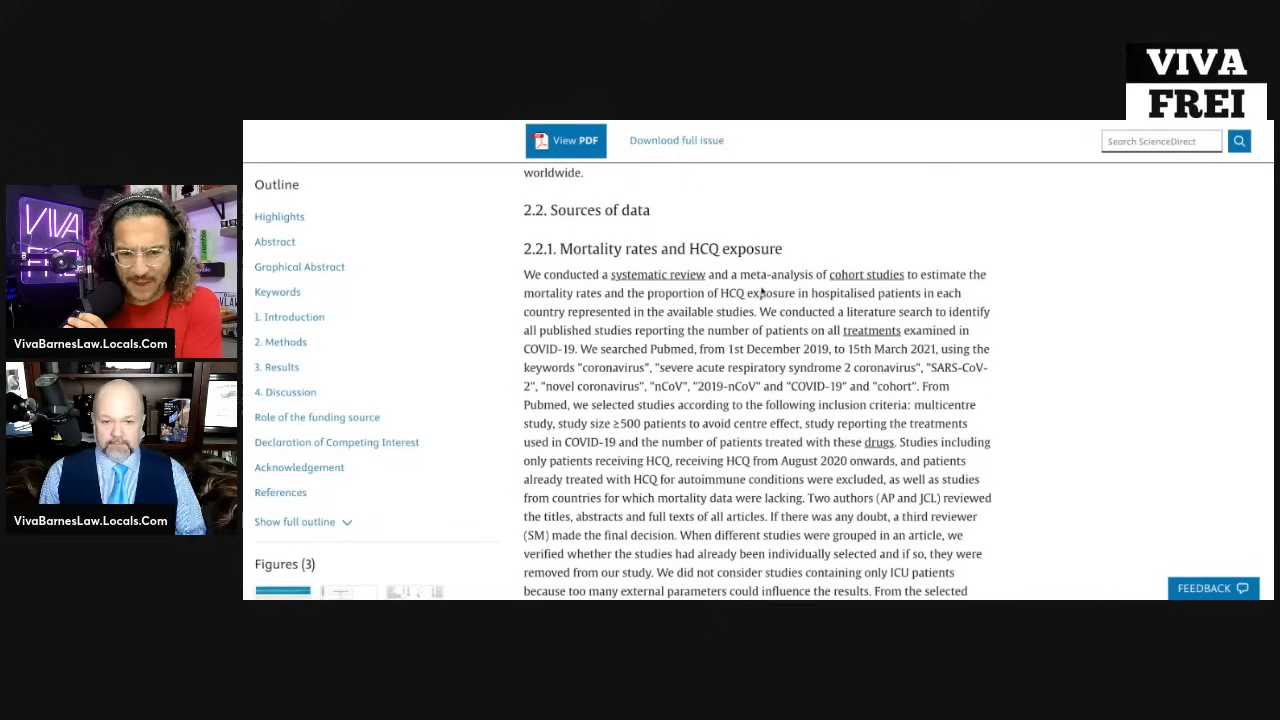 VIVA
FREI
View PDF
Download full issue
Search ScienceDirect
Outline
Highlights
Abstract
Graphical Abstract
Keywords
1. Introduction
2. Methods
3. Results
4. Discussion
Role of the funding source
Declaration of Competing Interest
Acknowledgement
References
Show full outline
Figures (3)
worldwide.
2.2. Sources of data
2.2.1. Mortality rates and HCQ exposure
We conducted a systematic review and a meta-analysis of cohort studies to estimate the
mortality rates and the proportion of HCQ exposure in hospitalised patients in each
country represented in the available studies. We conducted a literature search to identify
all published studies reporting the number of patients on all treatments examined in
COVID-19. We searched Pubmed, from 1st December 2019, to 15th March 2021, using the
keywords "coronavirus", "severe acute respiratory syndrome 2 coronavirus", "SARS-CoV-
2", "novel coronavirus", "nCoV", "2019-nCoV" and "COVID-19" and "cohort". From
Pubmed, we selected studies according to the following inclusion criteria: multicentre
study, study size ≥500 patients to avoid centre effect, study reporting the treatments
used in COVID-19 and the number of patients treated with these drugs. Studies including
only patients receiving HCQ, receiving HCQ from August 2020 onwards, and patients
already treated with HCQ for autoimmune conditions were excluded, as well as studies
from countries for which mortality data were lacking. Two authors (AP and JCL) reviewed
the titles, abstracts and full texts of all articles. If there was any doubt, a third reviewer
(SM) made the final decision. When different studies were grouped in an article, we
verified whether the studies had already been individually selected and if so, they were
removed from our study. We did not consider studies containing only ICU patients
because too many external parameters could influence the results. From the selected
FEEDBACK
VIVA
VivaBarnesLaw.Locals.Com
VivaBarnesLaw.Locals.Com